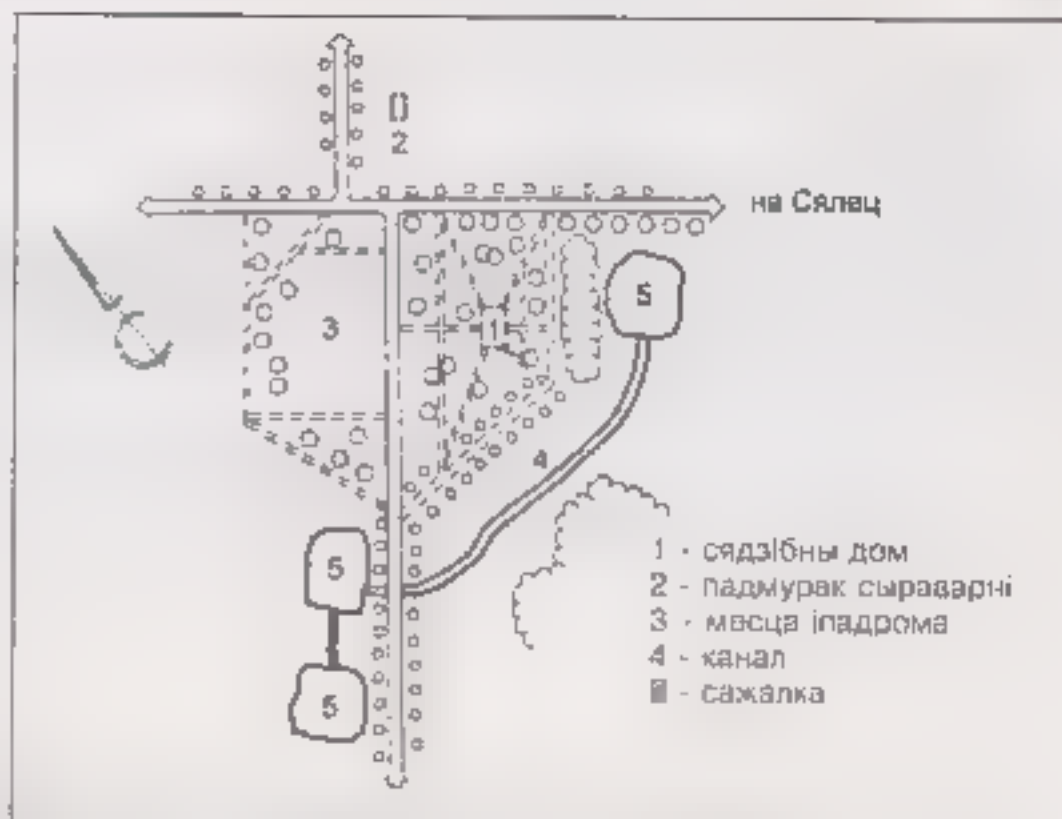 2
на Сялец
5
3
1
4
5
5
1 - сядзібны дом
2 - падмурак сыраварні
3 - месца іпадрома
4 - канал
- сажалка